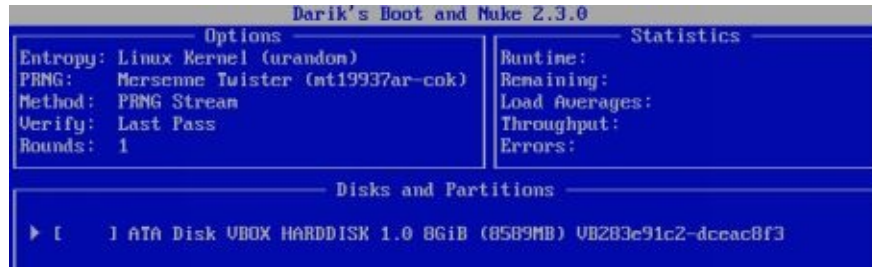 Darik's Boot and Nuke 2.3.0
Options
Entropy: Linux Kernel (urandom)
PRNG: Mersenne Twister (mt19937ar-cok)
Method: PRNG Stream
Verify: Last Pass
Rounds: 1
Statistics
Runtime:
Remaining:
Load Averages:
Throughput:
Errors:
Disks and Partitions
▶ [    ] ATA Disk VBOX HARDDISK 1.0 8GiB (8589MB) VB283e91c2-dceac8f3